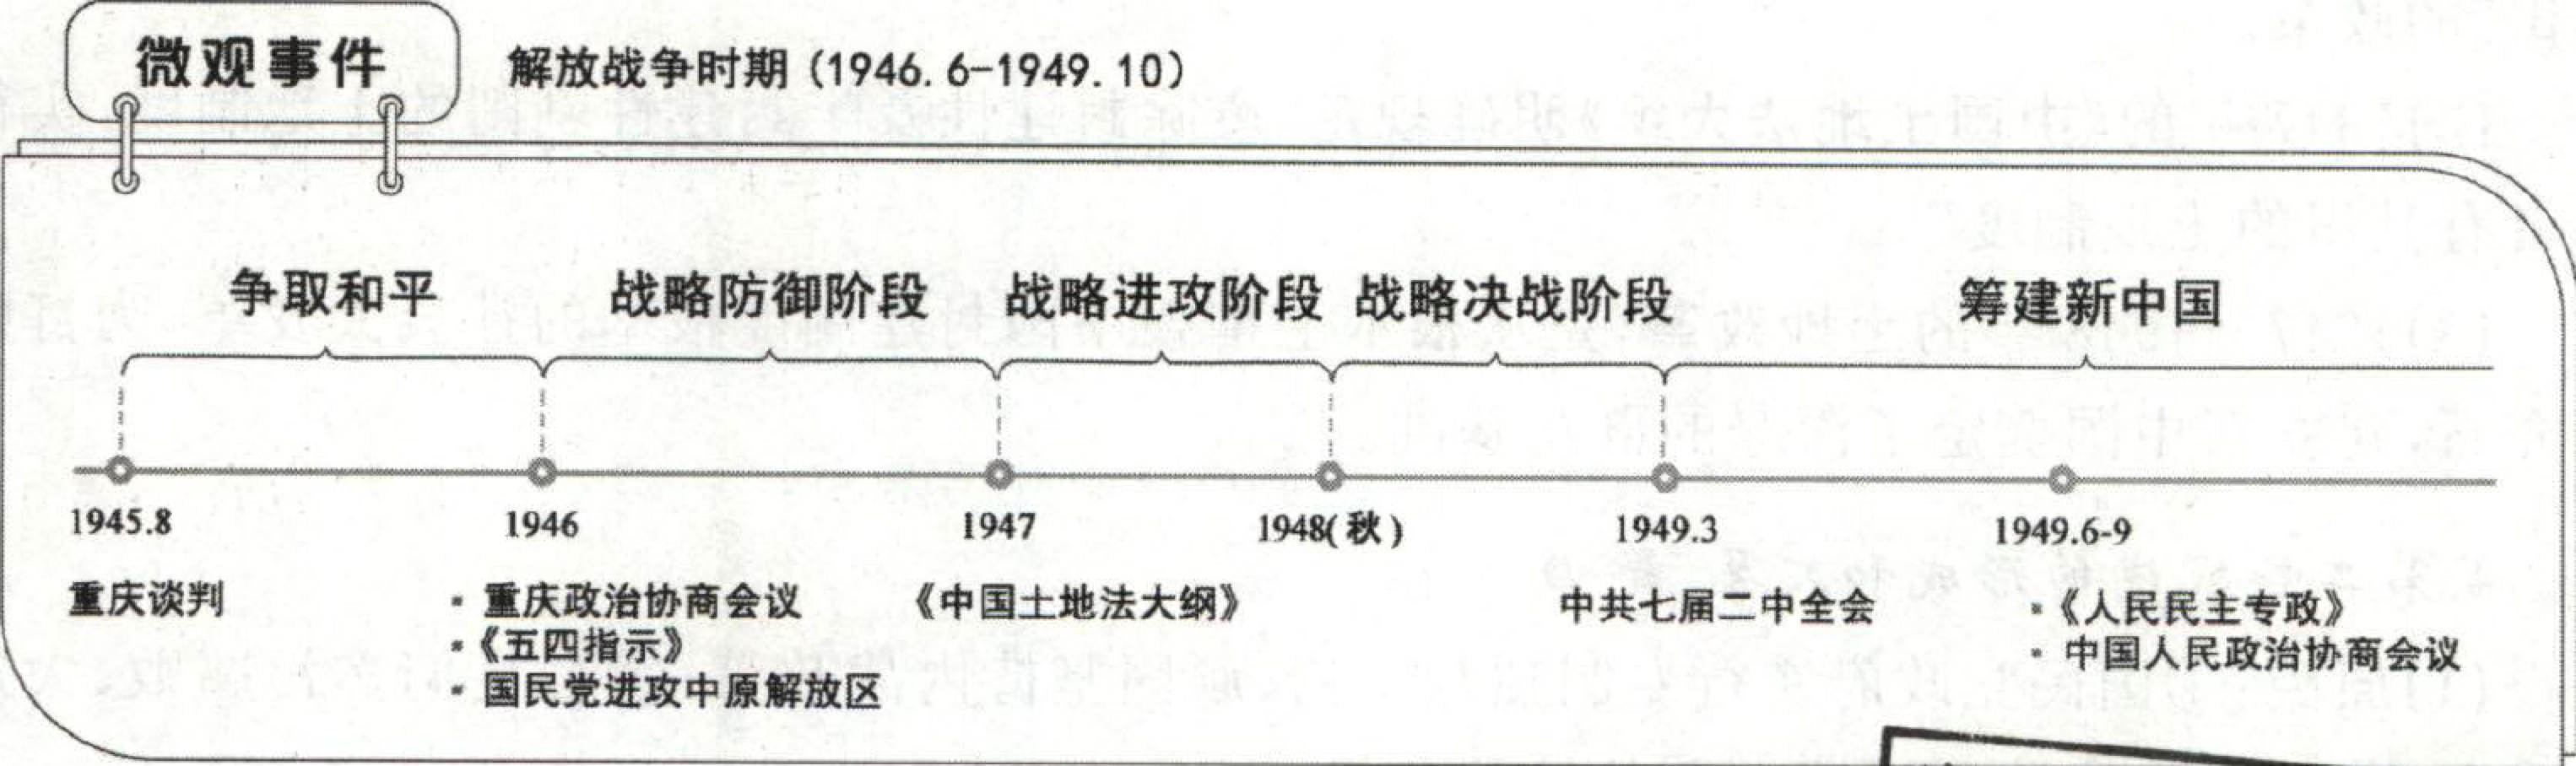 微观事件
解放战争时期 (1946.6-1949.10)
争取和平 战略防御阶段 战略进攻阶段 战略决战阶段 筹建新中国
1945.8 1946 1947 1948(秋) 1949.3 1949.6-9
重庆谈判 · 重庆政治协商会议 《中国土地法大纲》 中共七届二中全会 ·《人民民主专政》
·《五四指示》 · 中国人民政治协商会议
· 国民党进攻中原解放区